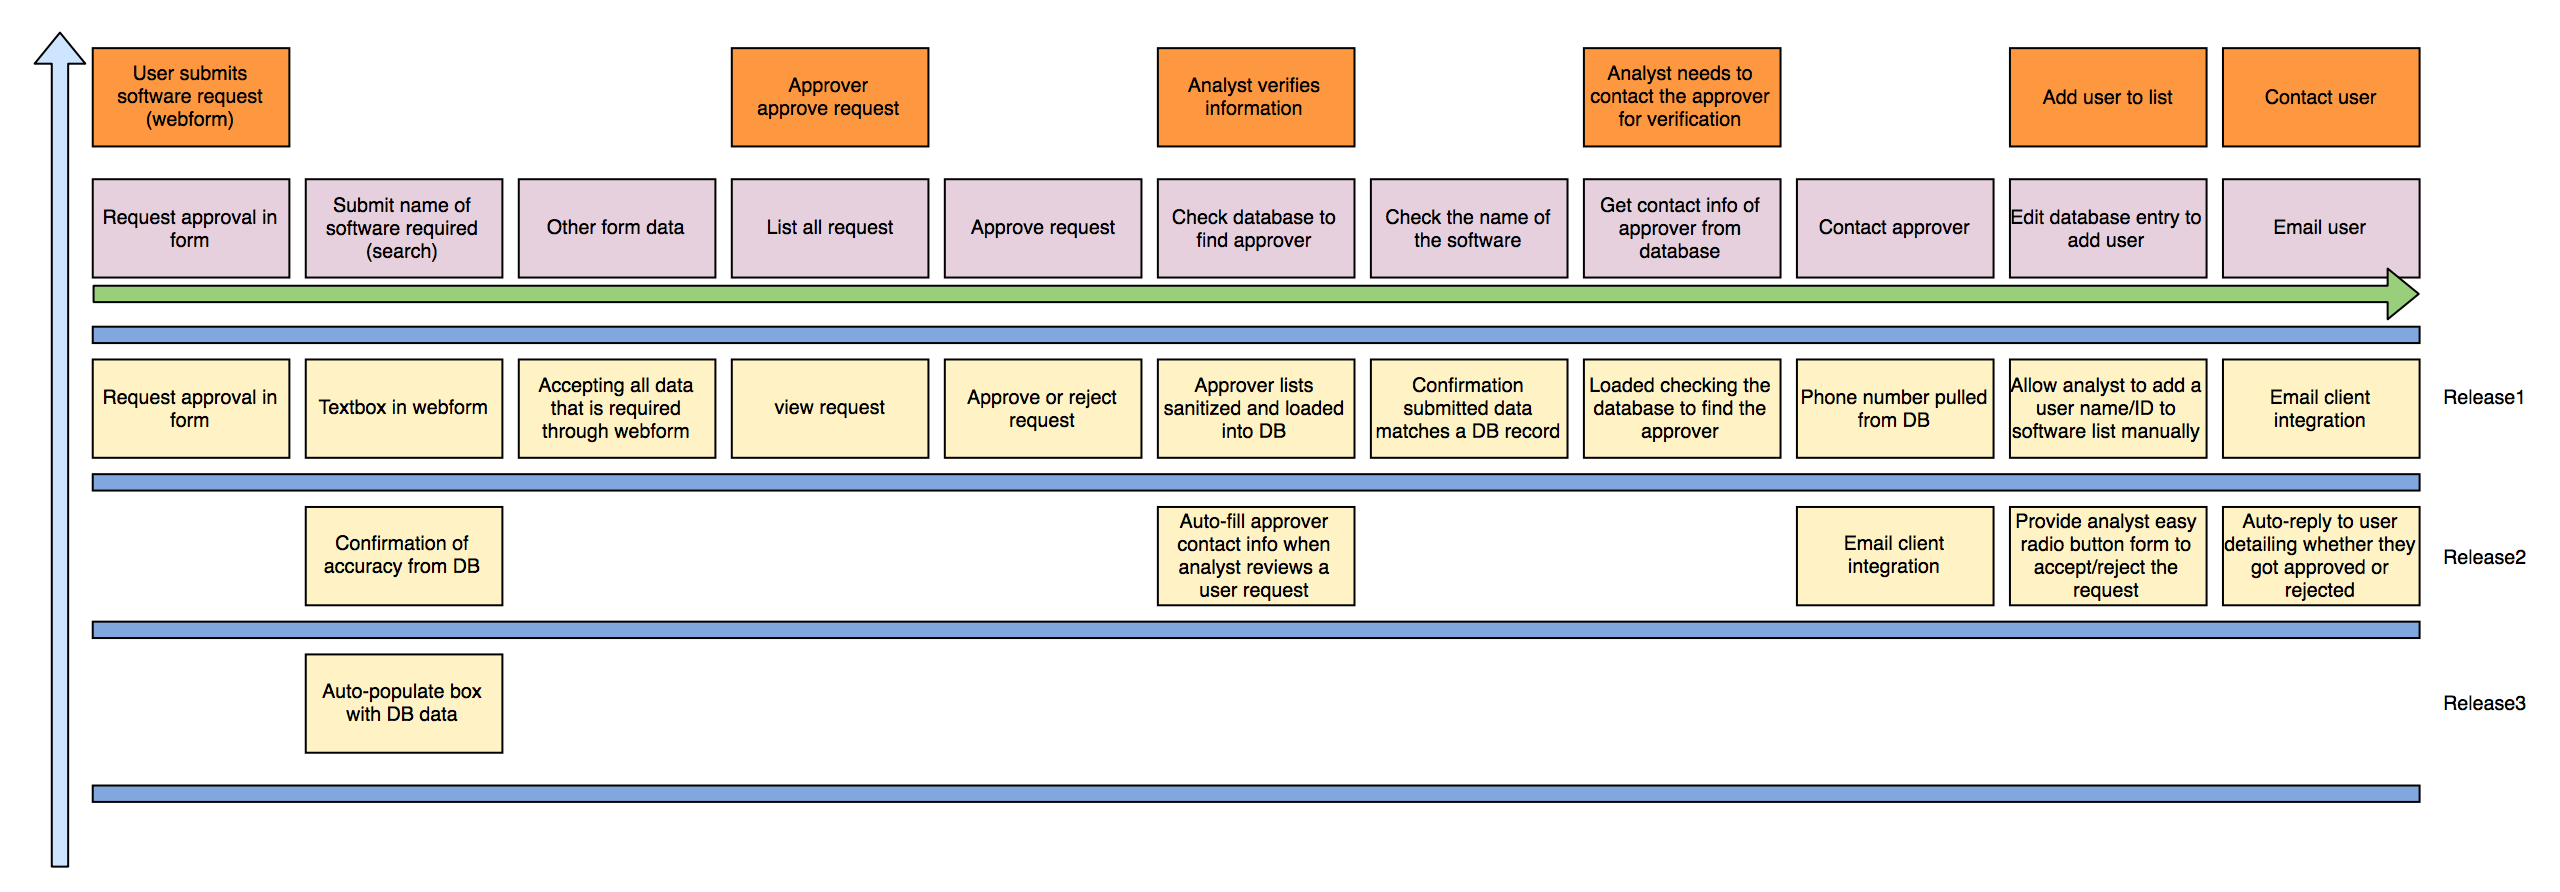 User submits
software request
(webform)
Approver
approve request
Analyst verifies
information
Analyst needs to
contact the approver
for verification
Add user to list
Contact user
Request approval in
form
Submit name of
software required
(search)
Other form data
List all request
Approve request
Check database to
find approver
Check the name of
the software
Get contact info of
approver from
database
Contact approver
Edit database entry to
add user
Email user
Request approval in
form
Textbox in webform
Accepting all data
that is required
through webform
view request
Approve or reject
request
Approver lists
sanitized and loaded
into DB
Confirmation
submitted data
matches a DB record
Loaded checking the
database to find the
approver
Phone number pulled
from DB
Allow analyst to add a
user name/ID to
software list manually
Email client
integration
Release1
Confirmation of
accuracy from DB
Auto-fill approver
contact info when
analyst reviews a
user request
Email client
integration
Provide analyst easy
radio button form to
accept/reject the
request
Auto-reply to user
detailing whether they
got approved or
rejected
Release2
Auto-populate box
with DB data
Release3